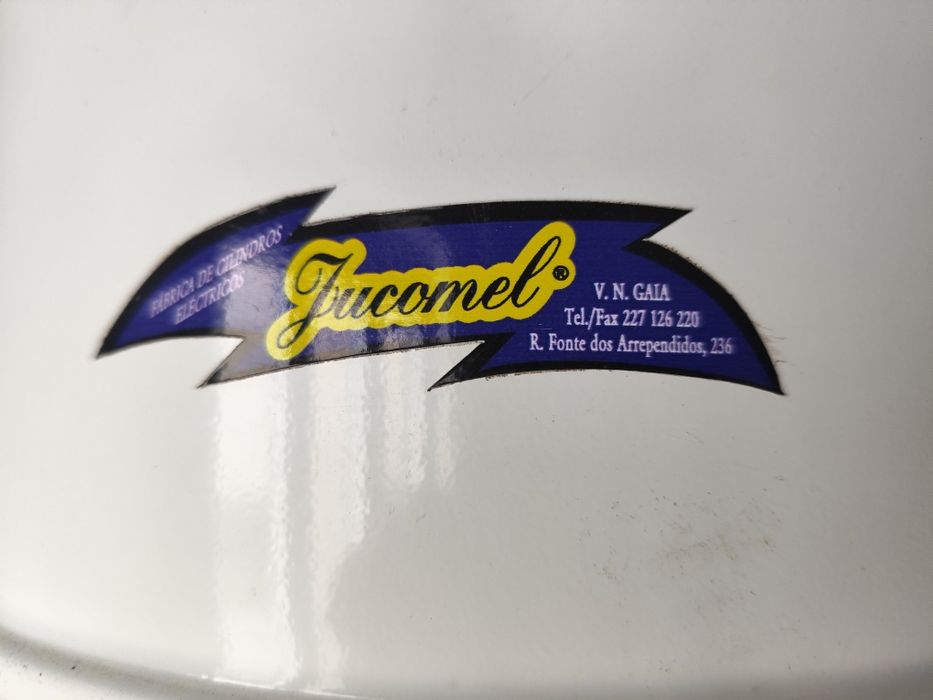 FÁBRICA DE CILINDROS
ELÉCTRICOS
Jucomel®
V. N. GAIA
Tel./Fax 227 126 220
R. Fonte dos Arrependidos, 236